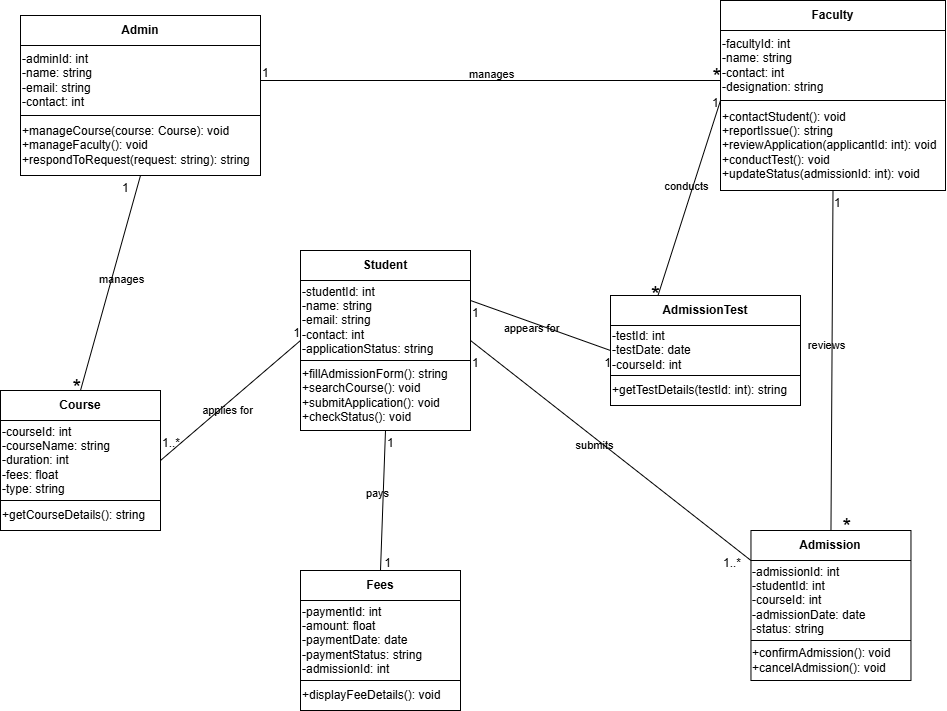 Admin
-adminId: int
-name: string
-email: string
-contact: int
+manageCourse(course: Course): void
+manageFaculty(): void
+respondToRequest(request: string): string
1
manages
*
Faculty
-facultyId: int
-name: string
-contact: int
-designation: string
+contactStudent(): void
+reportIssue(): string
+reviewApplication(applicantId: int): void
+conductTest(): void
+updateStatus(admissionId: int): void
1
conducts
*
1
reviews
*
1
manages
*
Student
-studentId: int
-name: string
-email: string
-contact: int
-applicationStatus: string
+fillAdmissionForm(): string
+searchCourse(): void
+submitApplication(): void
+checkStatus(): void
1
appears for
1
AdmissionTest
-testId: int
-testDate: date
-courseId: int
+getTestDetails(testId: int): string
1
applies for
1..*
Course
-courseId: int
-courseName: string
-duration: int
-fees: float
-type: string
+getCourseDetails(): string
1
submits
1..*
1
pays
1
Fees
-paymentId: int
-amount: float
-paymentDate: date
-paymentStatus: string
-admissionId: int
+displayFeeDetails(): void
Admission
-admissionId: int
-studentId: int
-courseId: int
-admissionDate: date
-status: string
+confirmAdmission(): void
+cancelAdmission(): void